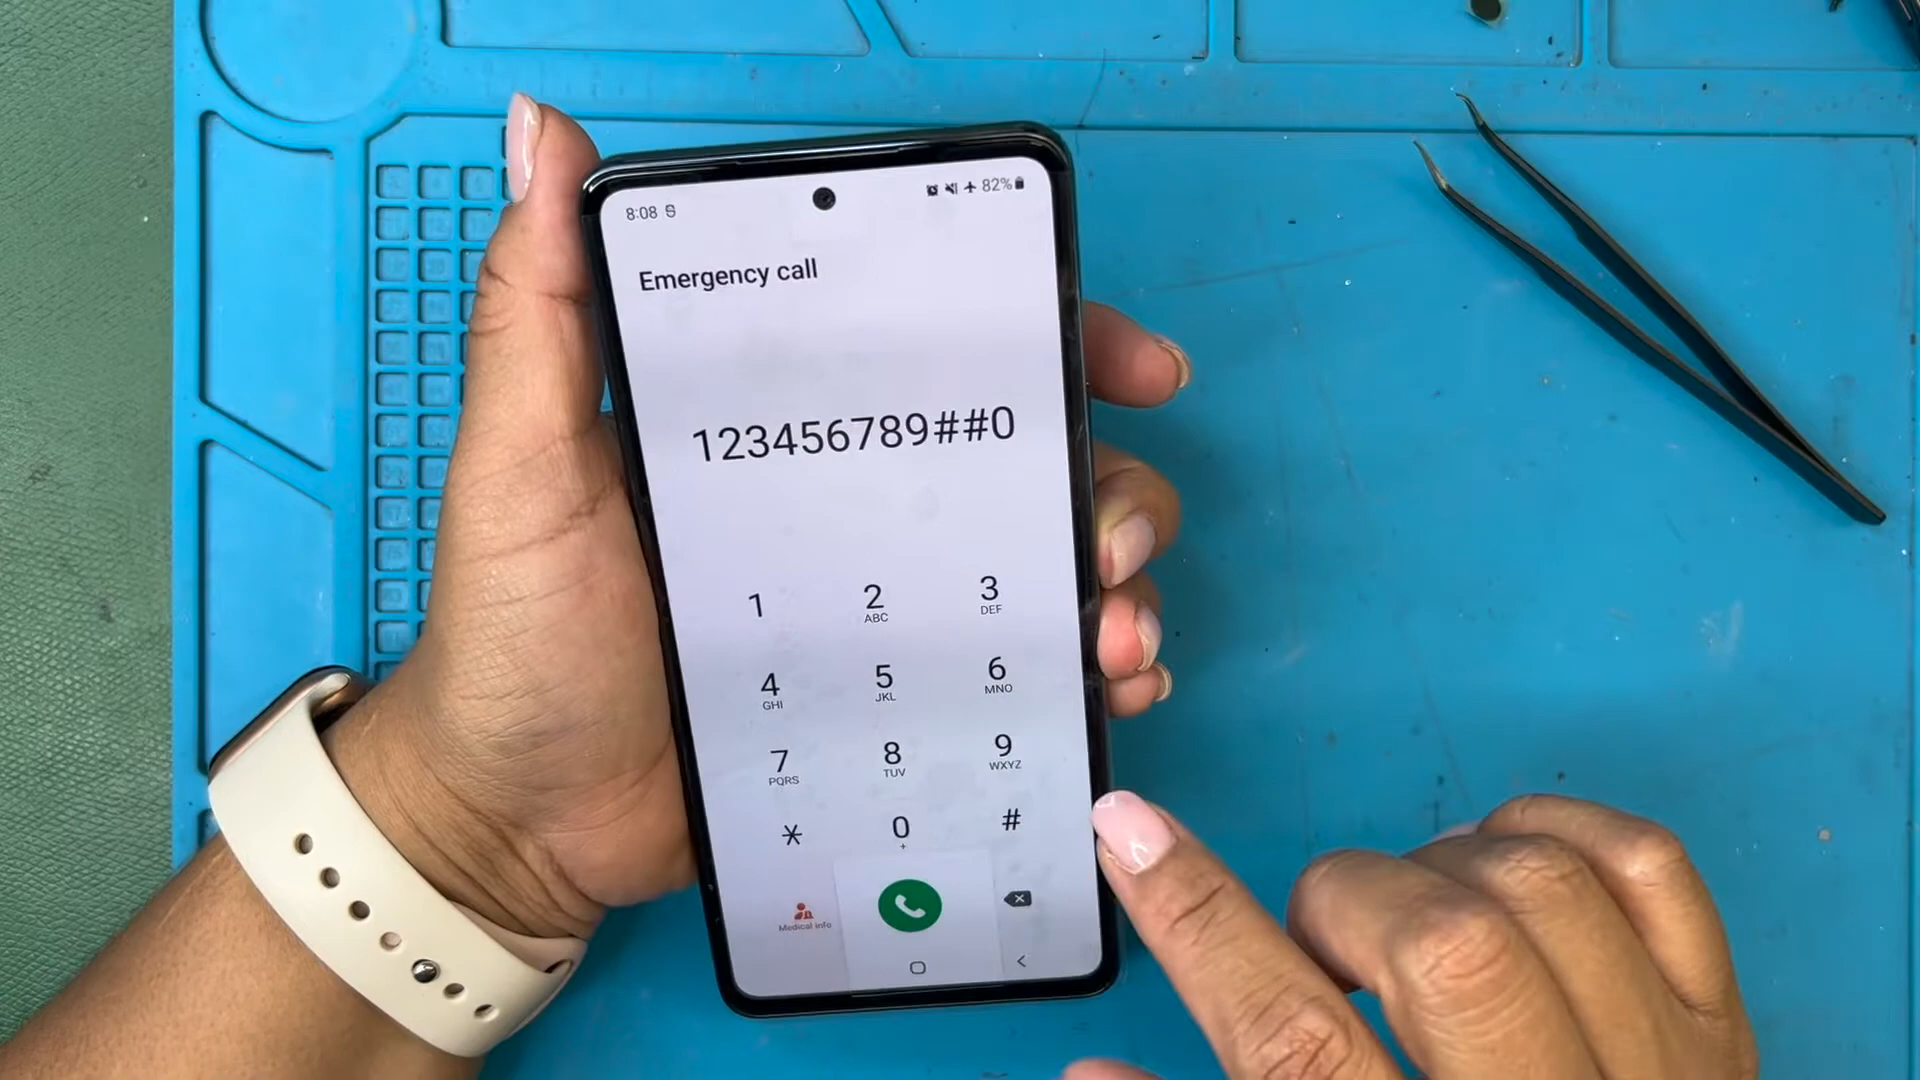 8:08
82%
Emergency call
123456789##0
1
2
3
ABC
DEF
4
5
6
GHI
JKL
MNO
7
8
9
PQRS
TUV
WXYZ
*
0
#
+
Medical info